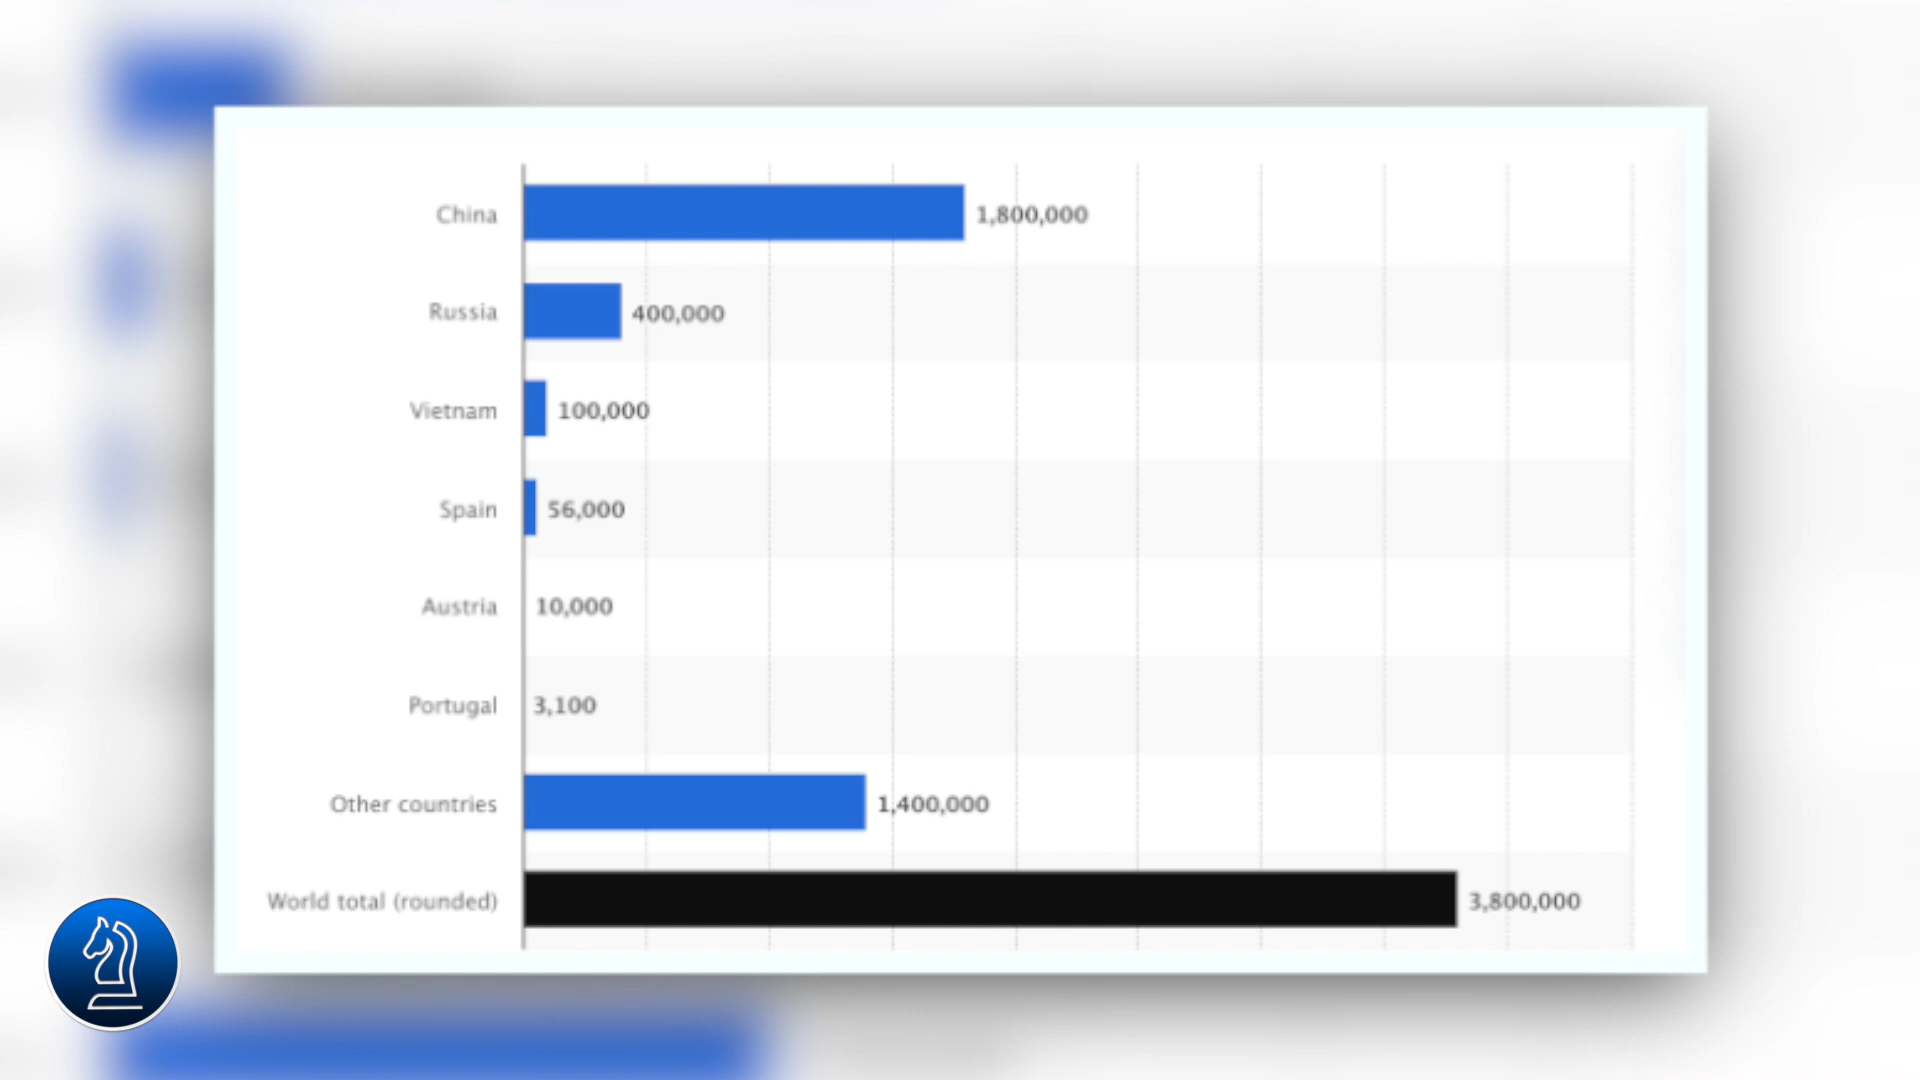 China 1,800,000
Russia 400,000
Vietnam 100,000
Spain 56,000
Austria 10,000
Portugal 3,100
Other countries 1,400,000
World total (rounded) 3,800,000